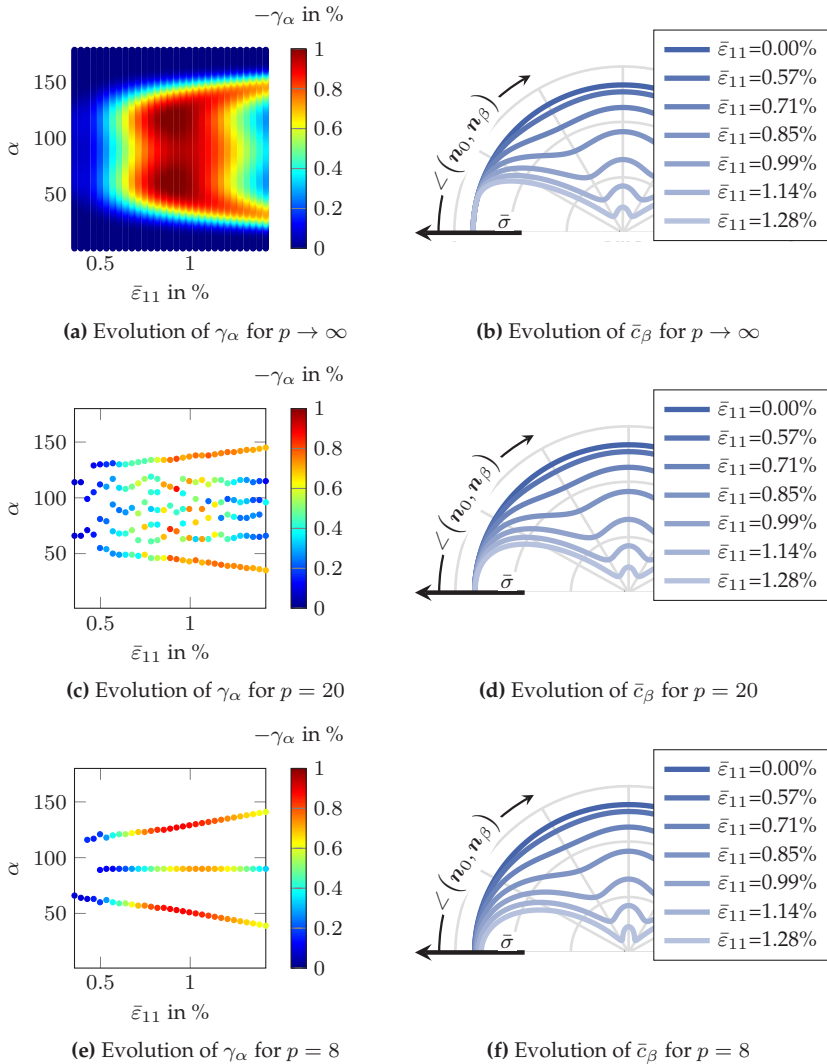 −γα in %
150
100
50
α
0.5
1
ε̄11 in %
1
0.8
0.6
0.4
0.2
0
(a) Evolution of γα for p → ∞
∠(n0, nβ)
σ̄
ε̄11=0.00%
ε̄11=0.57%
ε̄11=0.71%
ε̄11=0.85%
ε̄11=0.99%
ε̄11=1.14%
ε̄11=1.28%
(b) Evolution of c̄β for p → ∞
−γα in %
150
100
50
α
0.5
1
ε̄11 in %
1
0.8
0.6
0.4
0.2
0
(c) Evolution of γα for p = 20
∠(n0, nβ)
σ̄
ε̄11=0.00%
ε̄11=0.57%
ε̄11=0.71%
ε̄11=0.85%
ε̄11=0.99%
ε̄11=1.14%
ε̄11=1.28%
(d) Evolution of c̄β for p = 20
−γα in %
150
100
50
α
0.5
1
ε̄11 in %
1
0.8
0.6
0.4
0.2
0
(e) Evolution of γα for p = 8
∠(n0, nβ)
σ̄
ε̄11=0.00%
ε̄11=0.57%
ε̄11=0.71%
ε̄11=0.85%
ε̄11=0.99%
ε̄11=1.14%
ε̄11=1.28%
(f) Evolution of c̄β for p = 8